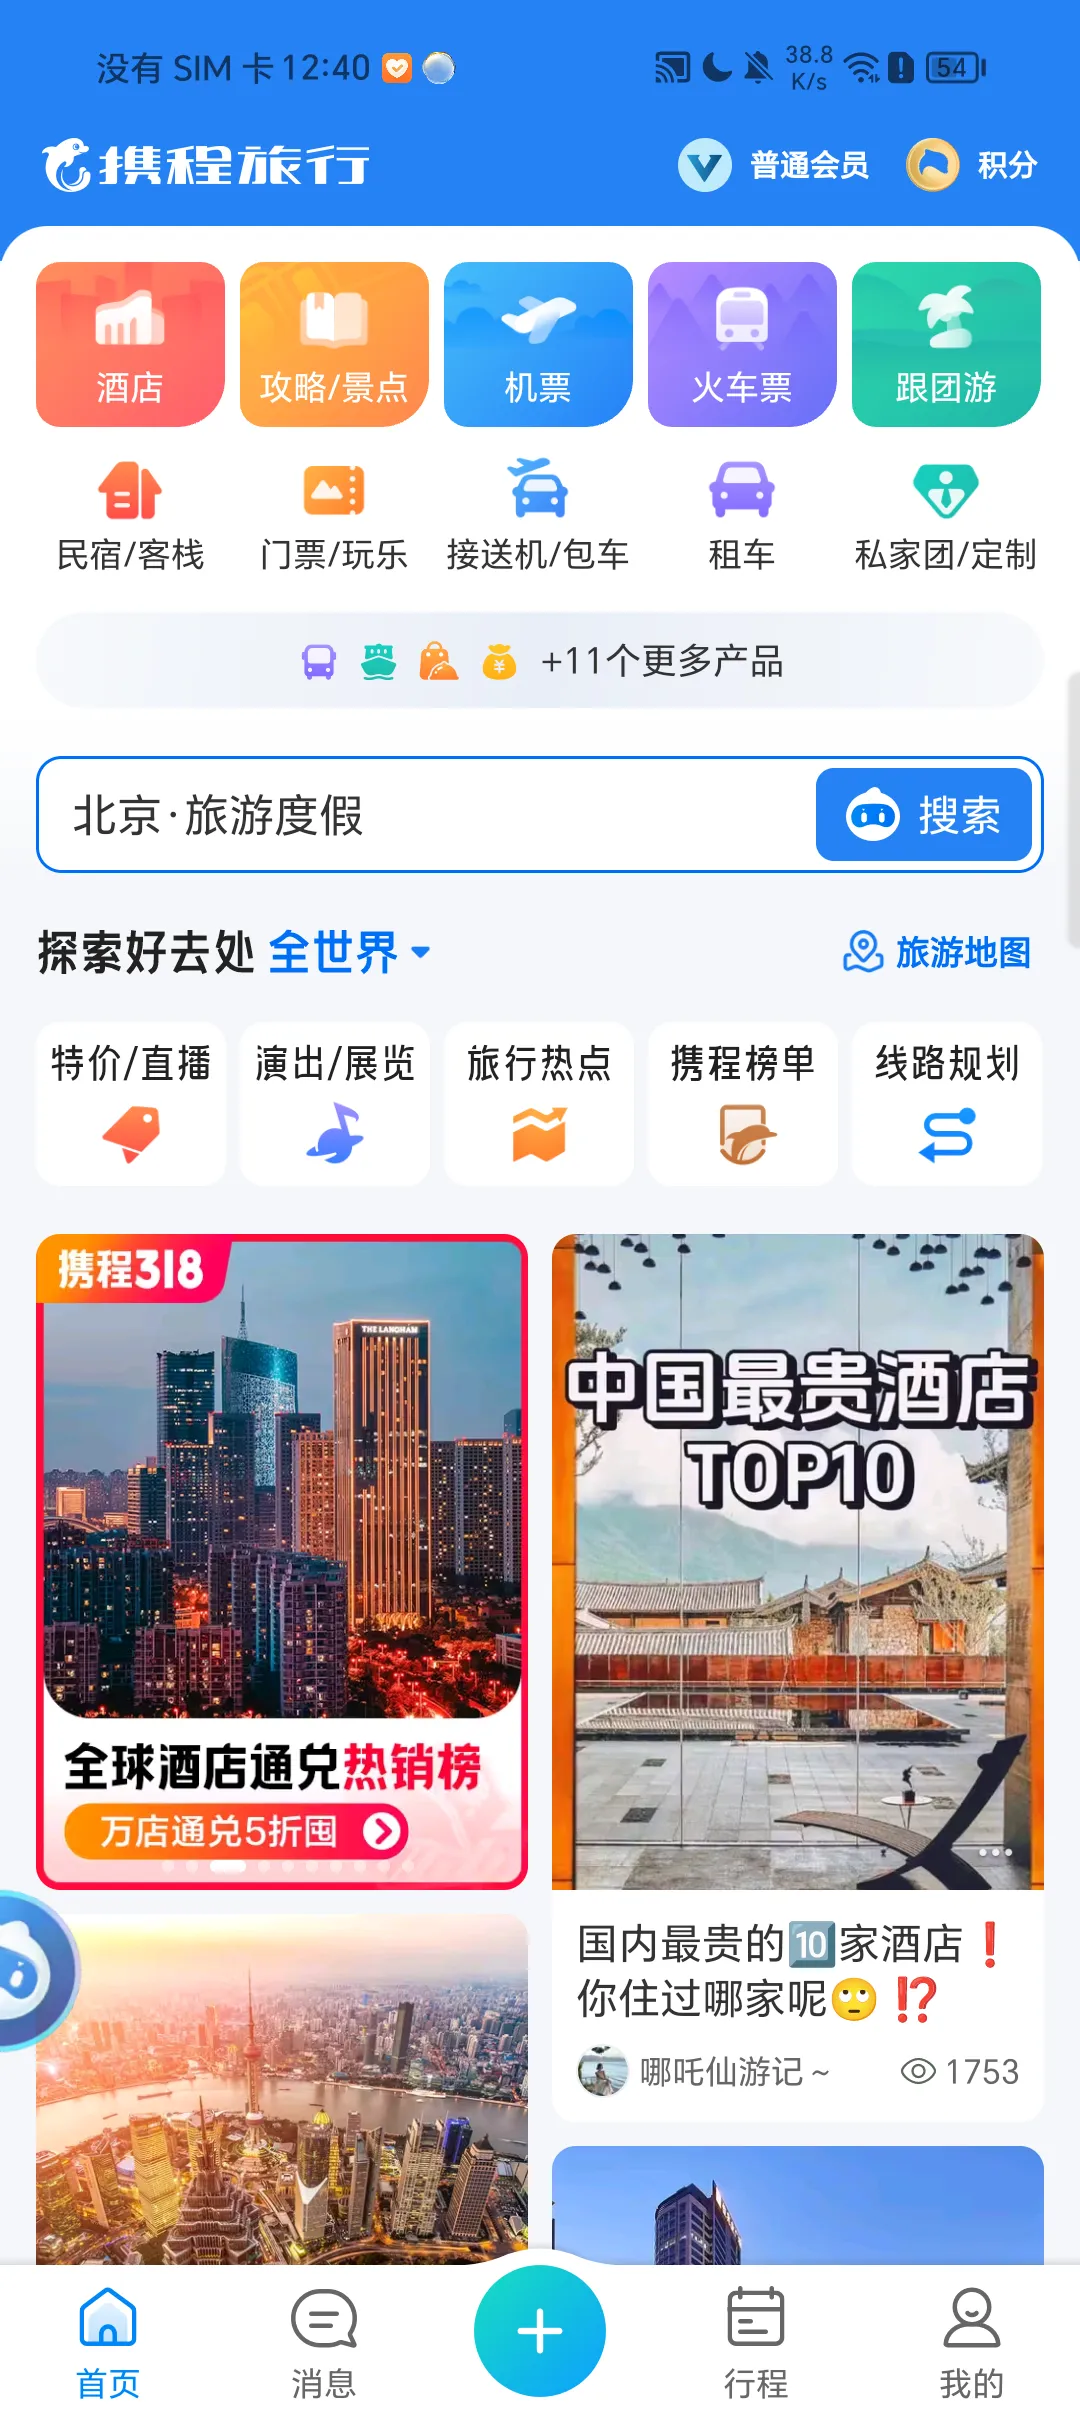 没有 SIM 卡 12:40
38.8 K/s
54
携程旅行
普通会员
积分
酒店
攻略/景点
机票
火车票
跟团游
民宿/客栈
门票/玩乐
接送机/包车
租车
私家团/定制
+11个更多产品
北京·旅游度假
搜索
探索好去处 全世界
旅游地图
特价/直播
演出/展览
旅行热点
携程榜单
线路规划
携程318
THE LANGHAM
全球酒店通兑热销榜
万店通兑5折囤
中国最贵酒店
TOP10
国内最贵的🔟家酒店❗
你住过哪家呢🙄⁉️
哪吒仙游记~
1753
首页
消息
行程
我的